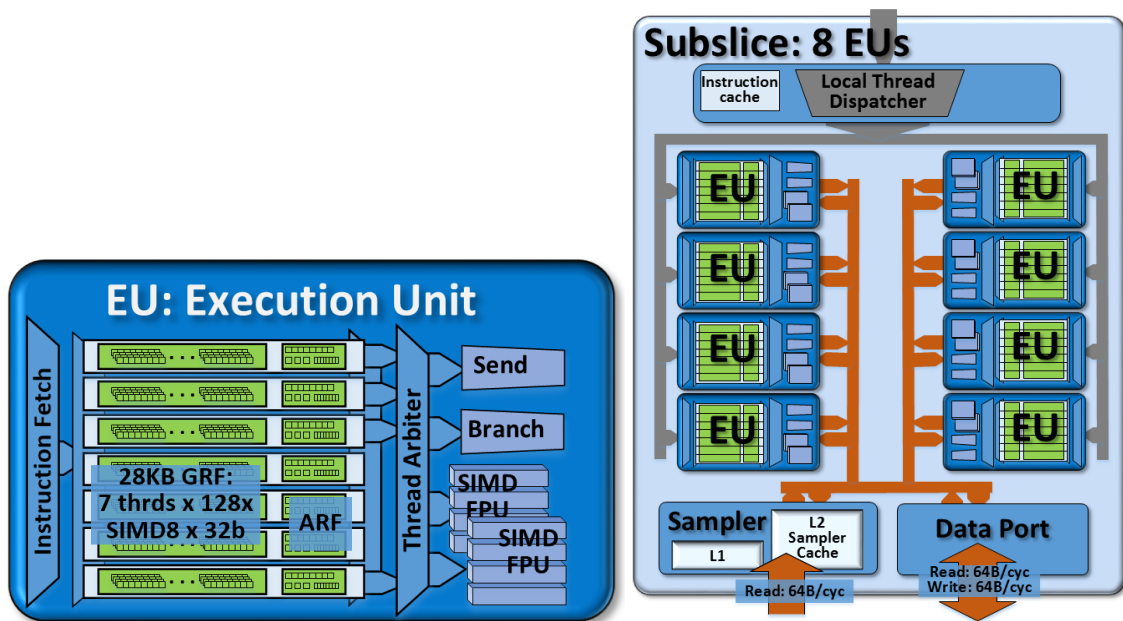 EU: Execution Unit
Instruction Fetch
28KB GRF:
7 thrds x 128x
SIMD8 x 32b
ARF
Thread Arbiter
Send
Branch
SIMD
FPU
SIMD
FPU
Subslice: 8 EUs
Instruction
cache
Local Thread
Dispatcher
EU
EU
EU
EU
EU
EU
EU
EU
Sampler
L1
L2
Sampler
Cache
Read: 64B/cyc
Data Port
Read: 64B/cyc
Write: 64B/cyc